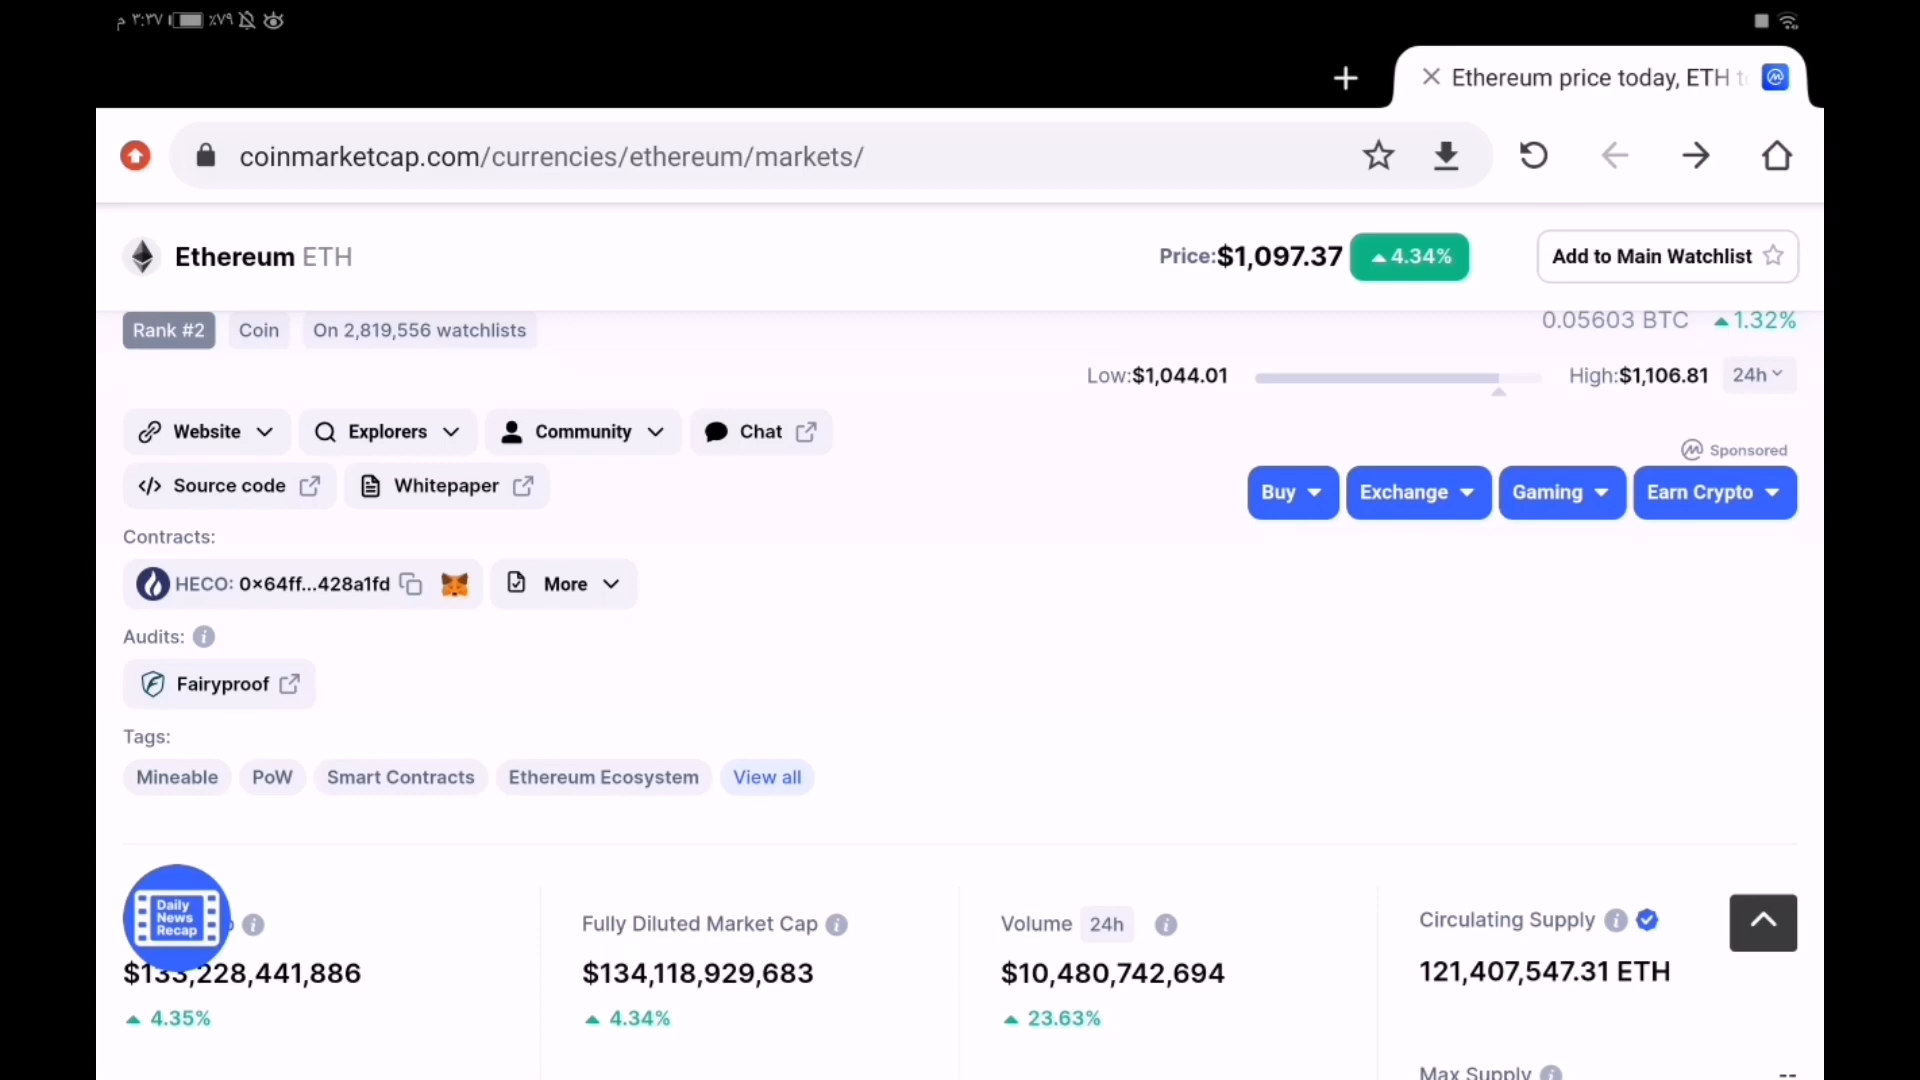 م ٣:٣٧ ٪٧٩
Ethereum price today, ETH t
coinmarketcap.com/currencies/ethereum/markets/
Ethereum ETH
Price:$1,097.37 4.34%
Add to Main Watchlist
Rank #2 Coin On 2,819,556 watchlists
0.05603 BTC 1.32%
Low:$1,044.01 High:$1,106.81 24h
Website Explorers Community Chat
Sponsored
Source code Whitepaper
Buy Exchange Gaming Earn Crypto
Contracts:
HECO: 0x64ff...428a1fd More
Audits:
Fairyproof
Tags:
Mineable PoW Smart Contracts Ethereum Ecosystem View all
Daily
News
Recap
Fully Diluted Market Cap Volume 24h Circulating Supply
$133,228,441,886 $134,118,929,683 $10,480,742,694 121,407,547.31 ETH
4.35% 4.34% 23.63%
Max Supply --